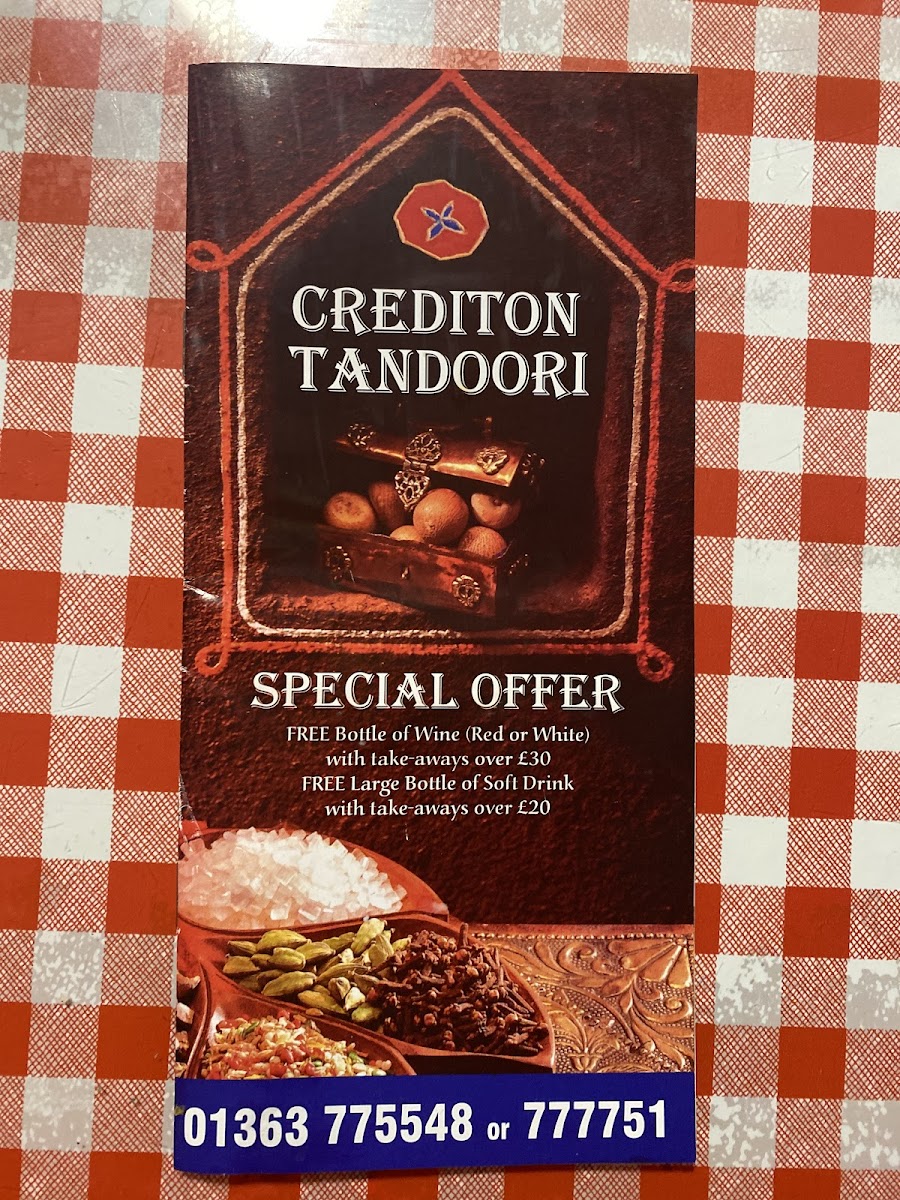 CREDITON
TANDOORI
SPECIAL OFFER
FREE Bottle of Wine (Red or White)
with take-aways over £30
FREE Large Bottle of Soft Drink
with take-aways over £20
01363 775548 or 777751